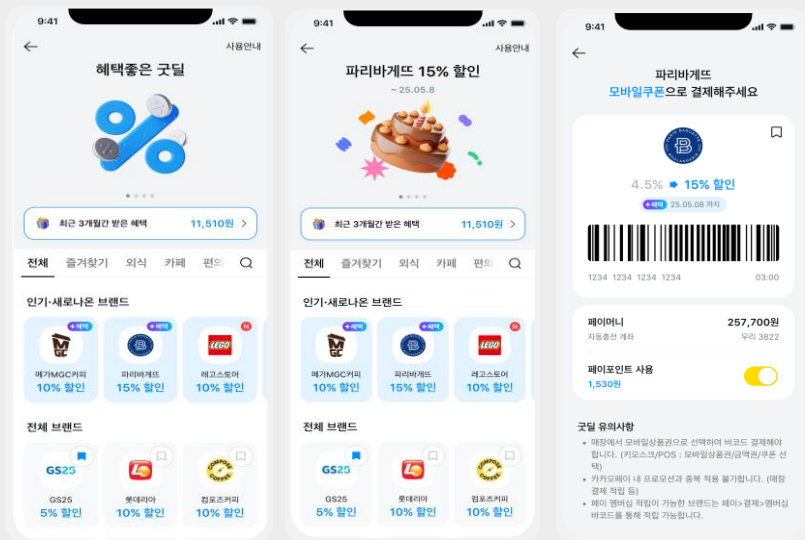 9:41
사용안내
혜택좋은 굿딜
최근 3개월간 받은 혜택 11,510원 >
전체 즐겨찾기 외식 카페 편의
인기·새로나온 브랜드
+혜택 +혜택 N
MGC B LEGO
메가MGC커피 파리바게뜨 레고스토어
10% 할인 15% 할인 10% 할인
전체 브랜드
GS25 COMPOSE COFFEE
GS25 롯데리아 컴포즈커피
5% 할인 10% 할인 10% 할인
9:41
사용안내
파리바게뜨 15% 할인
~ 25.05.8
최근 3개월간 받은 혜택 11,510원 >
전체 즐겨찾기 외식 카페 편의
인기·새로나온 브랜드
+혜택 +혜택 N
MGC B LEGO
메가MGC커피 파리바게뜨 레고스토어
10% 할인 15% 할인 10% 할인
전체 브랜드
GS25 COMPOSE COFFEE
GS25 롯데리아 컴포즈커피
5% 할인 10% 할인 10% 할인
9:41
파리바게뜨
모바일쿠폰으로 결제해주세요
PARIS BAGUETTE
B
4.5% 15% 할인
+혜택 25.05.08 까지
1234 1234 1234 1234 03:00
페이머니 257,700원
자동충전 계좌 우리 3822
페이포인트 사용
1,530원
굿딜 유의사항
• 매장에서 모바일상품권으로 선택하여 바코드 결제해야
합니다. (키오스크/POS : 모바일상품권/금액권/쿠폰 선
택)
• 카카오페이 내 프로모션과 중복 적용 불가합니다. (매장
결제 적립 등)
• 페이 멤버십 적립이 가능한 브랜드는 페이>결제>멤버십
바코드를 통해 적립 가능합니다.